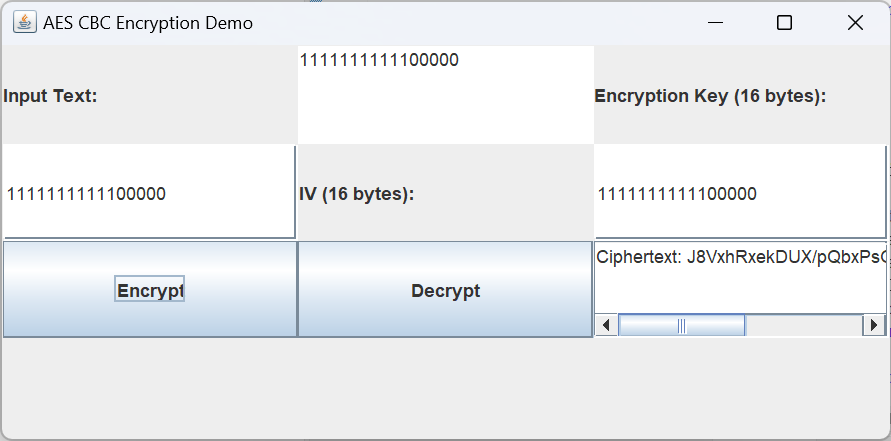 AES CBC Encryption Demo
Input Text:
1111111111100000
Encryption Key (16 bytes):
1111111111100000
IV (16 bytes):
1111111111100000
Encrypt
Decrypt
Ciphertext: J8VxhRxekDUX/pQbxPsC